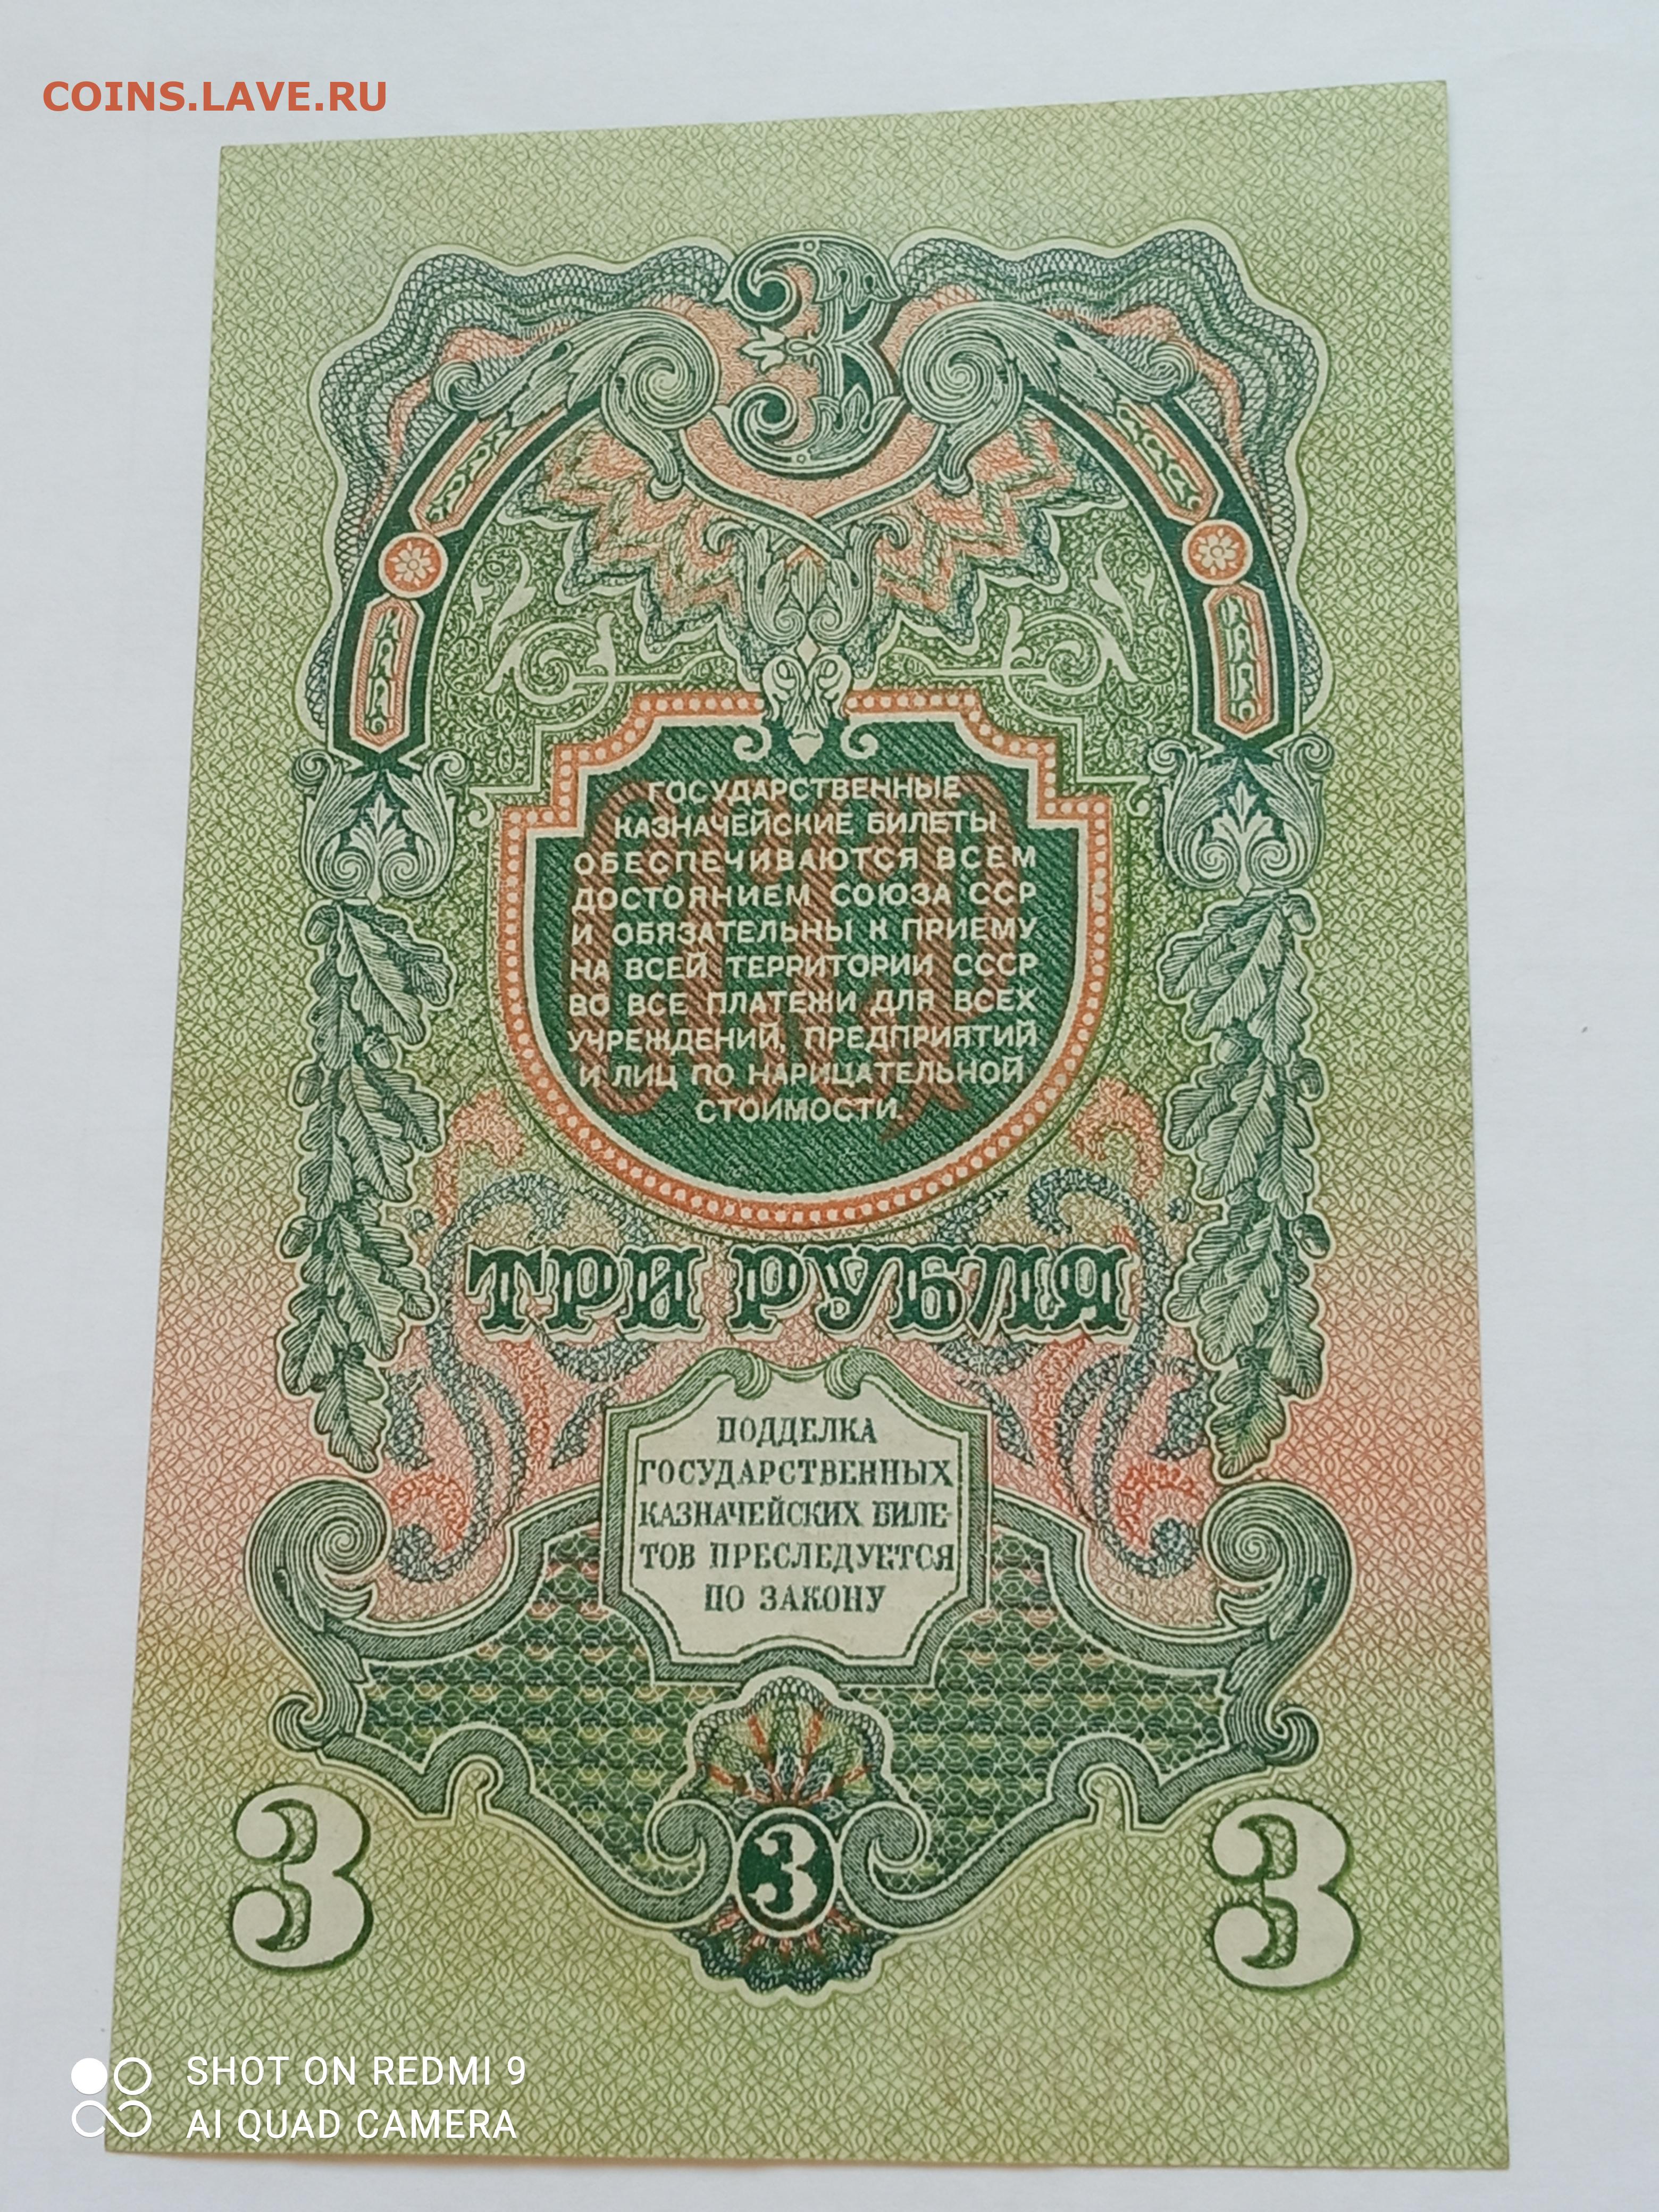 COINS.LAVE.RU
3
ГОСУДАРСТВЕННЫЕ
КАЗНАЧЕЙСКИЕ БИЛЕТЫ
ОБЕСПЕЧИВАЮТСЯ ВСЕМ
ДОСТОЯНИЕМ СОЮЗА ССР
И ОБЯЗАТЕЛЬНЫ К ПРИЕМУ
НА ВСЕЙ ТЕРРИТОРИИ СССР
ВО ВСЕ ПЛАТЕЖИ ДЛЯ ВСЕХ
УЧРЕЖДЕНИЙ, ПРЕДПРИЯТИЙ
И ЛИЦ ПО НАРИЦАТЕЛЬНОЙ
СТОИМОСТИ.
ТРИ РУБЛЯ
ПОДДЕЛКА
ГОСУДАРСТВЕННЫХ
КАЗНАЧЕЙСКИХ БИЛЕ-
ТОВ ПРЕСЛЕДУЕТСЯ
ПО ЗАКОНУ
3 3 3
SHOT ON REDMI 9
AI QUAD CAMERA